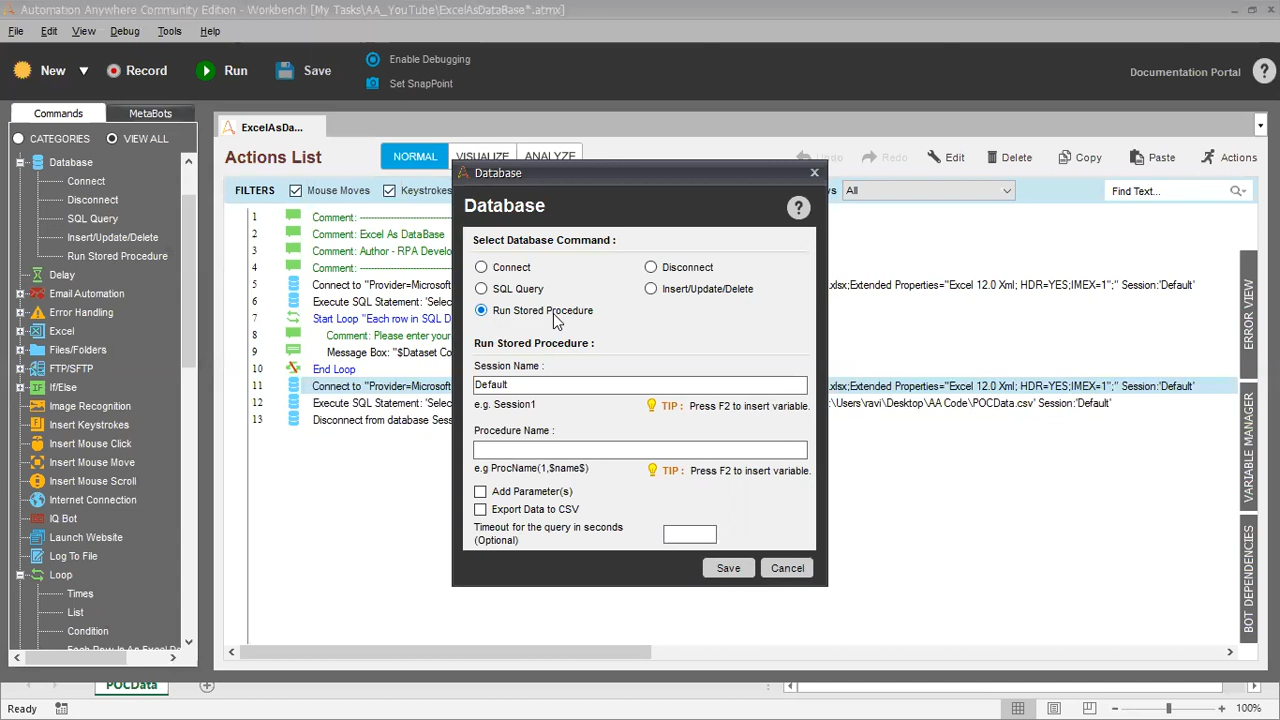 Automation Anywhere Community Edition - Workbench [My Tasks\AA_YouTube\ExcelAsDataBase*.atmx]
File Edit View Debug Tools Help
New Record Run Save
Enable Debugging
Set SnapPoint
Documentation Portal
Commands MetaBots
CATEGORIES VIEW ALL
Database
Connect
Disconnect
SQL Query
Insert/Update/Delete
Run Stored Procedure
Delay
Email Automation
Error Handling
Excel
Files/Folders
FTP/SFTP
If/Else
Image Recognition
Insert Keystrokes
Insert Mouse Click
Insert Mouse Move
Insert Mouse Scroll
Internet Connection
IQ Bot
Launch Website
Log To File
Loop
Times
List
Condition
Each Row In An Excel Da
ExcelAsDa...
Actions List
NORMAL VISUALIZE ANALYZE
Undo Redo Edit Delete Copy Paste Actions
FILTERS Mouse Moves Keystrokes
All
Find Text...
1 Comment: ------------------------
2 Comment: Excel As DataBase
3 Comment: Author - RPA Develo
4 Comment: ------------------------
5 Connect to "Provider=Microsoft .xlsx;Extended Properties="Excel 12.0 Xml; HDR=YES;IMEX=1";" Session:'Default'
6 Execute SQL Statement: 'Selec
7 Start Loop "Each row in SQL D
8 Comment: Please enter your
9 Message Box: "$Dataset Co
10 End Loop
11 Connect to "Provider=Microsoft .xlsx;Extended Properties="Excel 12.0 Xml; HDR=YES;IMEX=1";" Session:'Default'
12 Execute SQL Statement: 'Selec :\Users\ravi\Desktop\AA Code\POCData.csv' Session:'Default'
13 Disconnect from database Ses
Database
Database
Select Database Command :
Connect Disconnect
SQL Query Insert/Update/Delete
Run Stored Procedure
Run Stored Procedure :
Session Name :
Default
e.g. Session1 TIP : Press F2 to insert variable.
Procedure Name :
e.g ProcName(1,$name$) TIP : Press F2 to insert variable.
Add Parameter(s)
Export Data to CSV
Timeout for the query in seconds
(Optional)
Save Cancel
ERROR VIEW
VARIABLE MANAGER
BOT DEPENDENCIES
POCData
Ready
100%